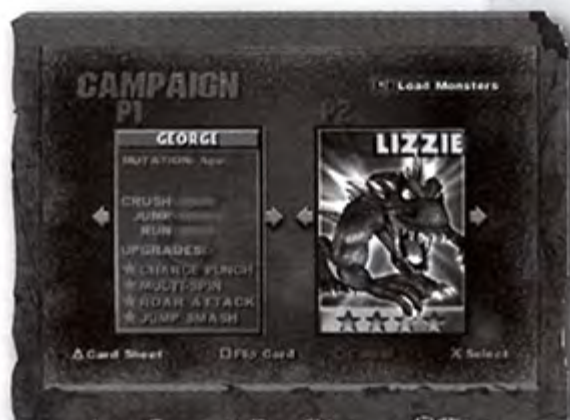 CAMPAIGN
Load Monsters
P1
P2
GEORGE
LIZZIE
MUTATION: Ape
CRUSH
JUMP
RUN
UPGRADES:
CHARGE PUNCH
MULTI-SPIN
ROAR ATTACK
JUMP SMASH
△ Card Sheet
□ Flip Card
Cancel
X Select